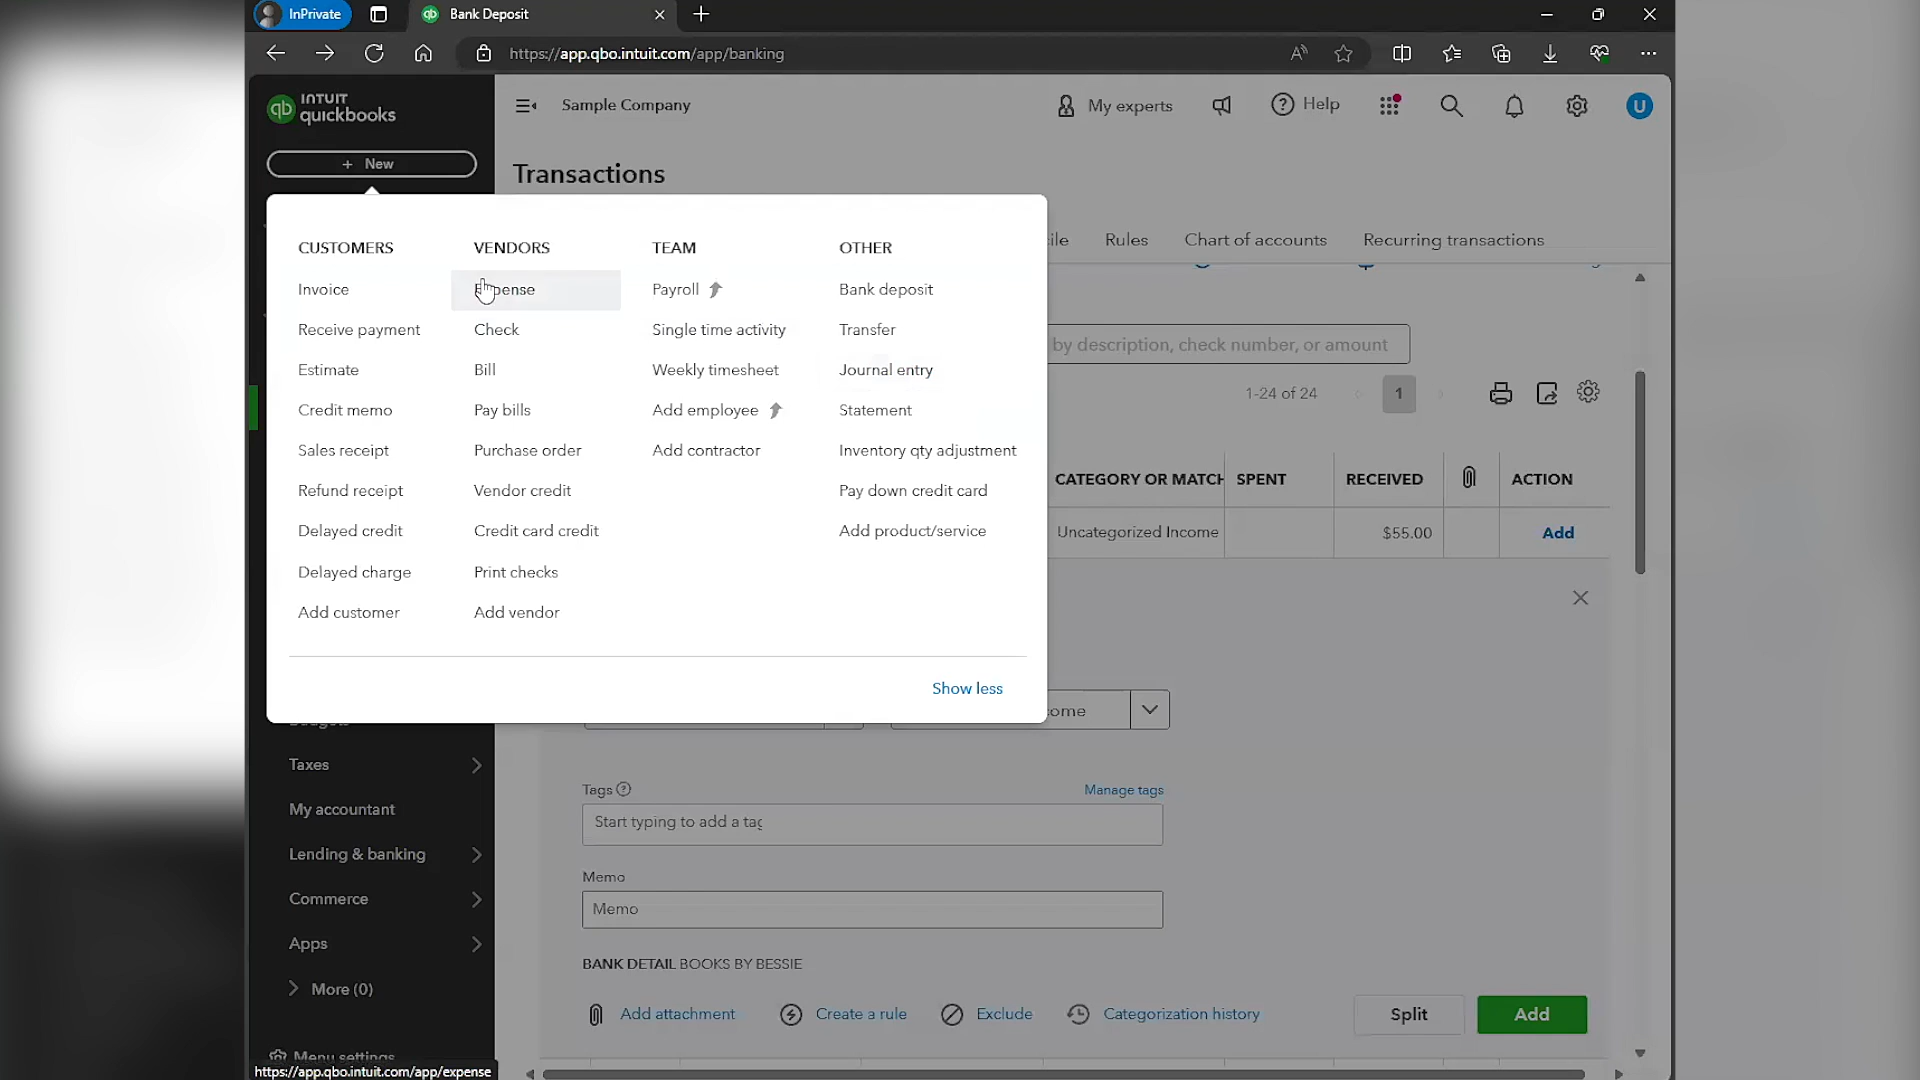 InPrivate
Bank Deposit
https://app.qbo.intuit.com/app/banking
INTUIT
quickbooks
Sample Company
My experts
Help
U
+ New
Transactions
Rules
Chart of accounts
Recurring transactions
CUSTOMERS
Invoice
Receive payment
Estimate
Credit memo
Sales receipt
Refund receipt
Delayed credit
Delayed charge
Add customer
VENDORS
Expense
Check
Bill
Pay bills
Purchase order
Vendor credit
Credit card credit
Print checks
Add vendor
TEAM
Payroll
Single time activity
Weekly timesheet
Add employee
Add contractor
OTHER
Bank deposit
Transfer
Journal entry
Statement
Inventory qty adjustment
Pay down credit card
Add product/service
Show less
by description, check number, or amount
1-24 of 24
1
CATEGORY OR MATCH
SPENT
RECEIVED
ACTION
Uncategorized Income
$55.00
Add
ome
Taxes
My accountant
Lending & banking
Commerce
Apps
More (0)
Menu settings
Tags
Manage tags
Start typing to add a tag
Memo
Memo
BANK DETAIL BOOKS BY BESSIE
Add attachment
Create a rule
Exclude
Categorization history
Split
Add
https://app.qbo.intuit.com/app/expense